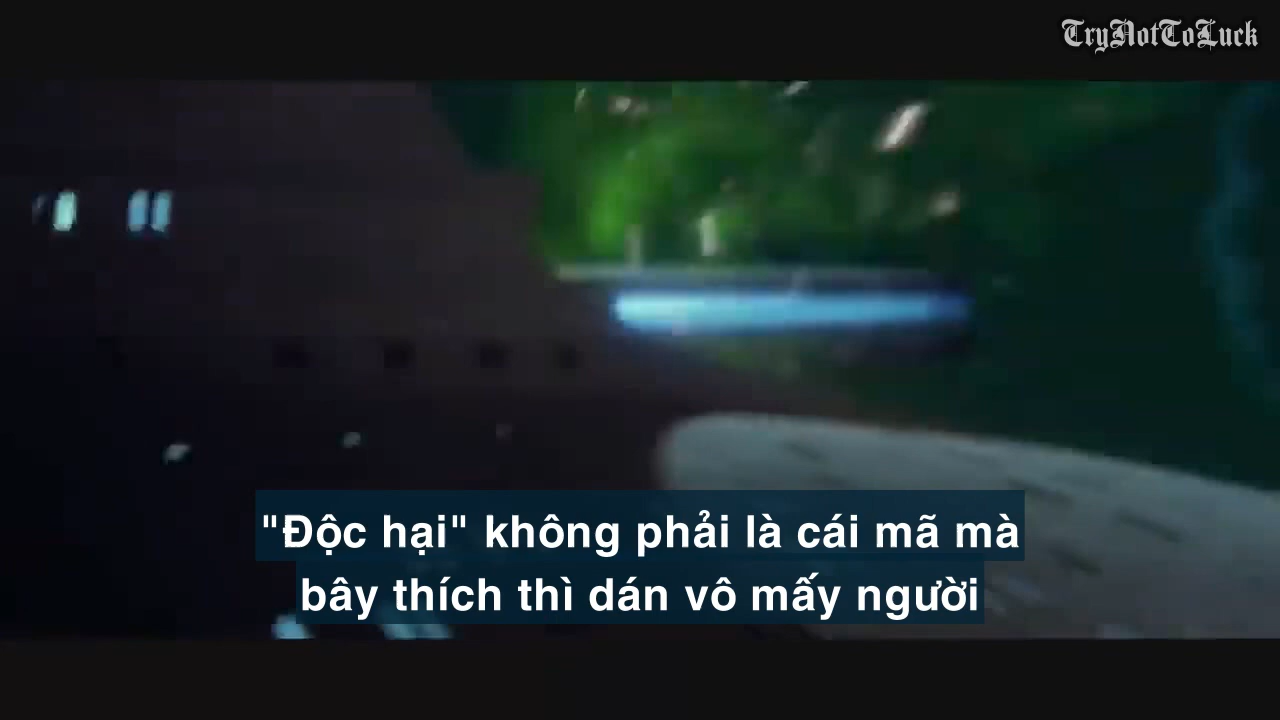 TryNotToLuck
"Độc hại" không phải là cái mã mà
bây thích thì dán vô mấy người